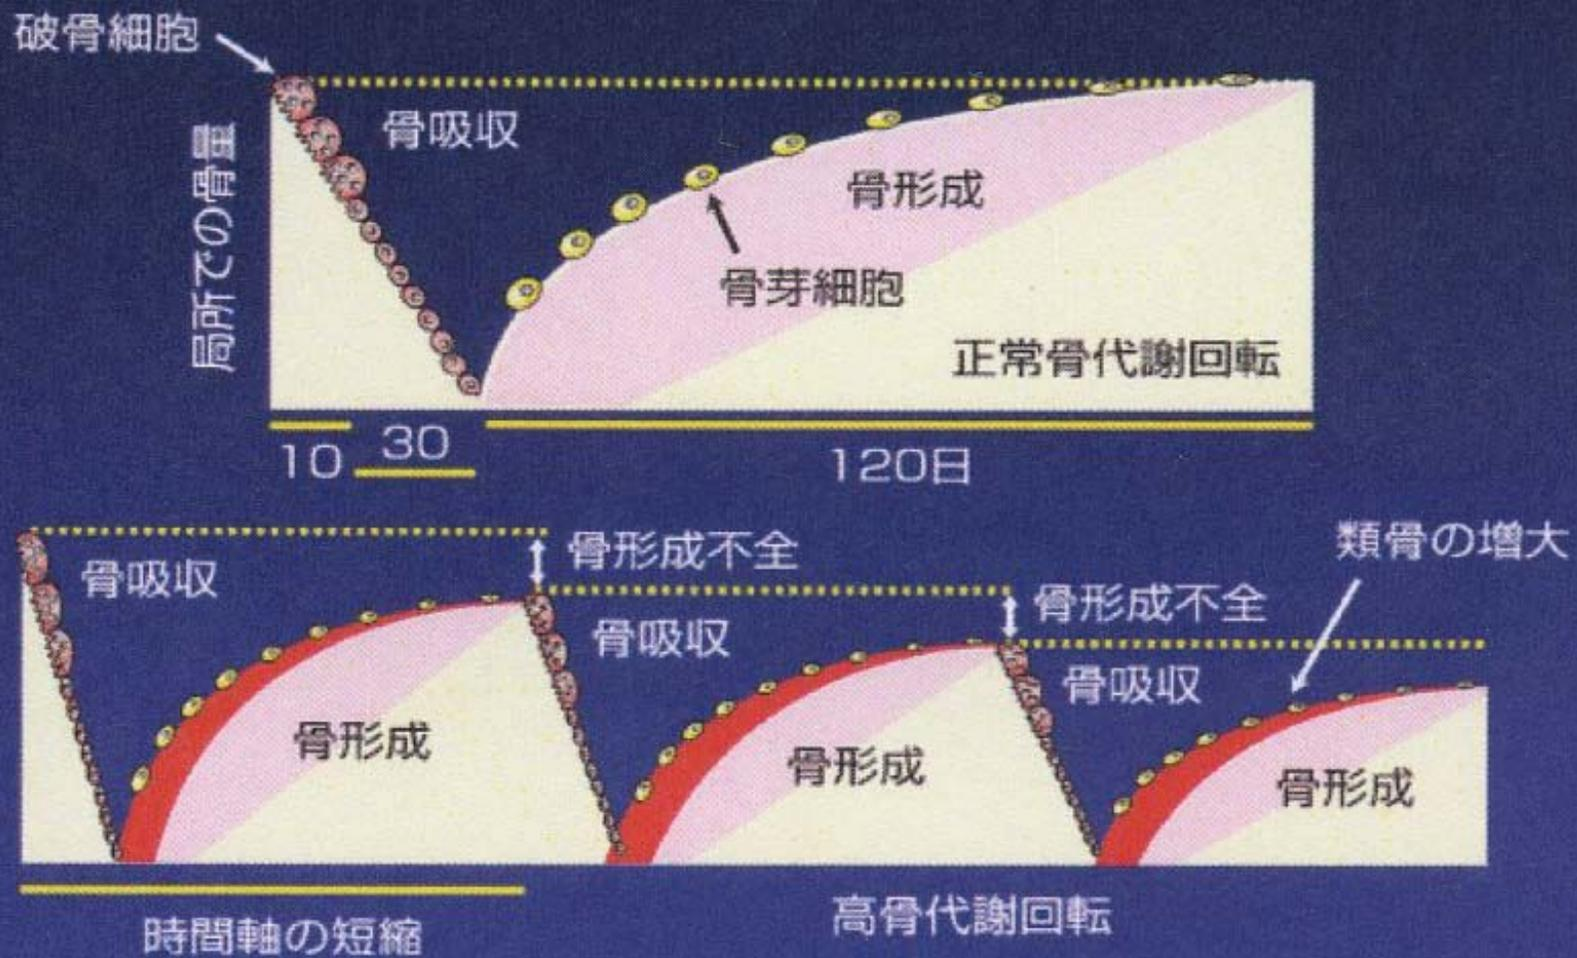 破骨細胞
局所での骨量
骨吸収
骨形成
骨芽細胞
正常骨代謝回転
10
30
120日
骨吸収
骨形成不全
類骨の増大
骨吸収
骨形成不全
骨吸収
骨形成
骨形成
骨形成
時間軸の短縮
高骨代謝回転